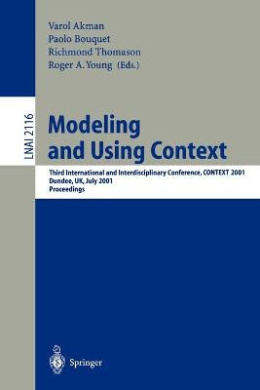 Varol Akman
Paolo Bouquet
Richmond Thomason
Roger A. Young (Eds.)
LNAI 2116
Modeling
and Using Context
Third International and Interdisciplinary Conference, CONTEXT 2001
Dundee, UK, July 2001
Proceedings
Springer